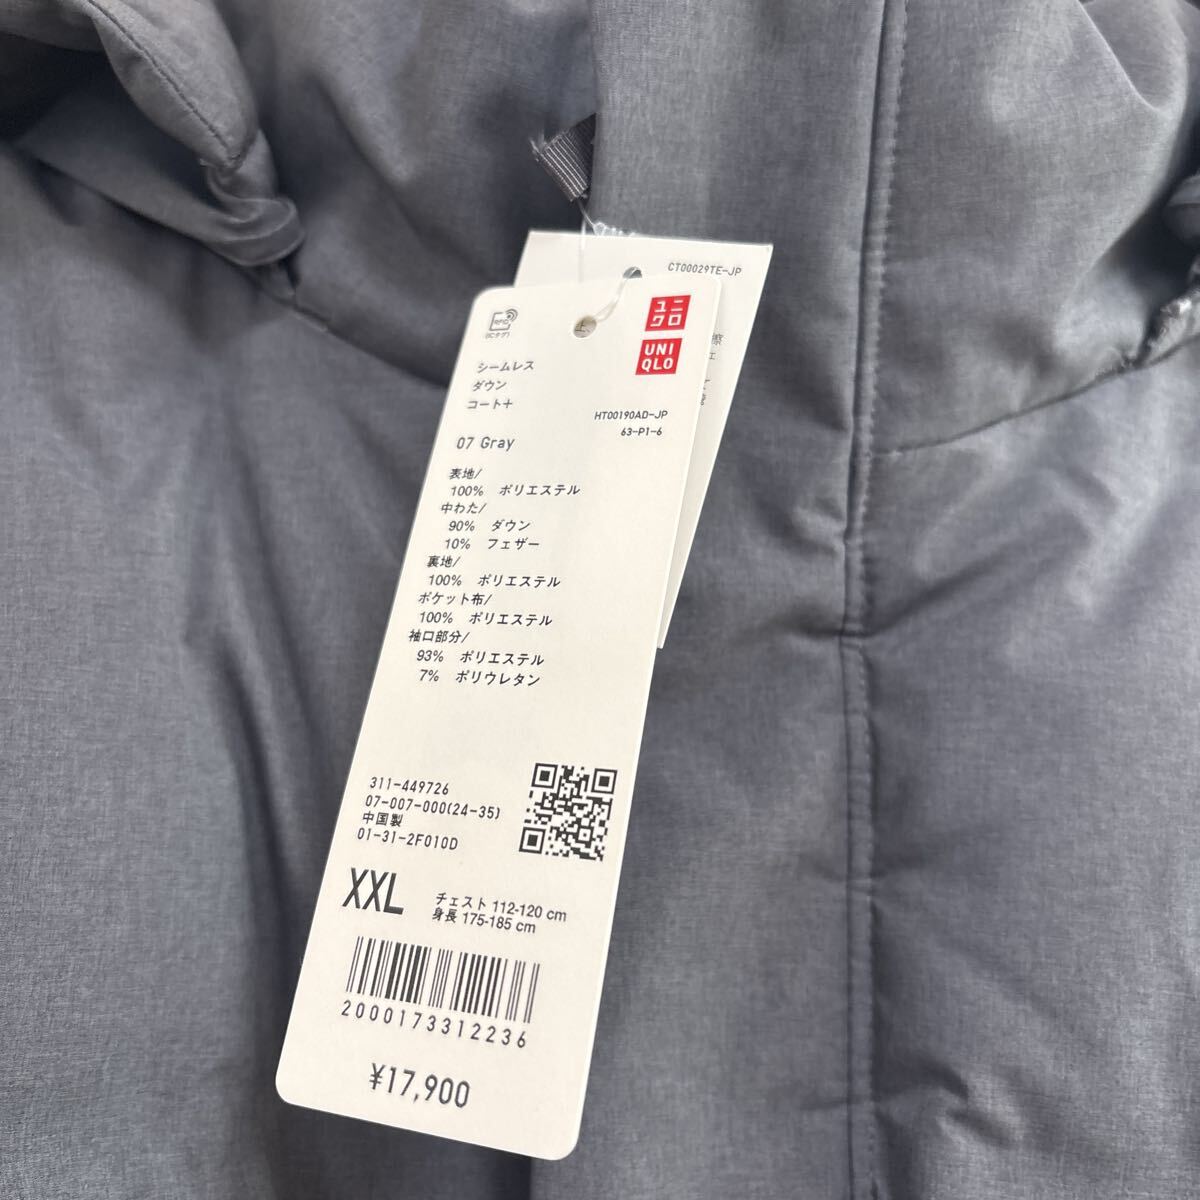 CT00029TE-JP
RFID
(ICタグ)
上
ユニ
クロ
UNI
QLO
シームレス
ダウン
コート+
HT00190AD-JP
63-P1-6
07 Gray
表地/
100% ポリエステル
中わた/
90% ダウン
10% フェザー
裏地/
100% ポリエステル
ポケット布/
100% ポリエステル
袖口部分/
93% ポリエステル
7% ポリウレタン
311-449726
07-007-000(24-35)
中国製
01-31-2F010D
XXL
チェスト 112-120 cm
身長 175-185 cm
2000173312236
¥17,900